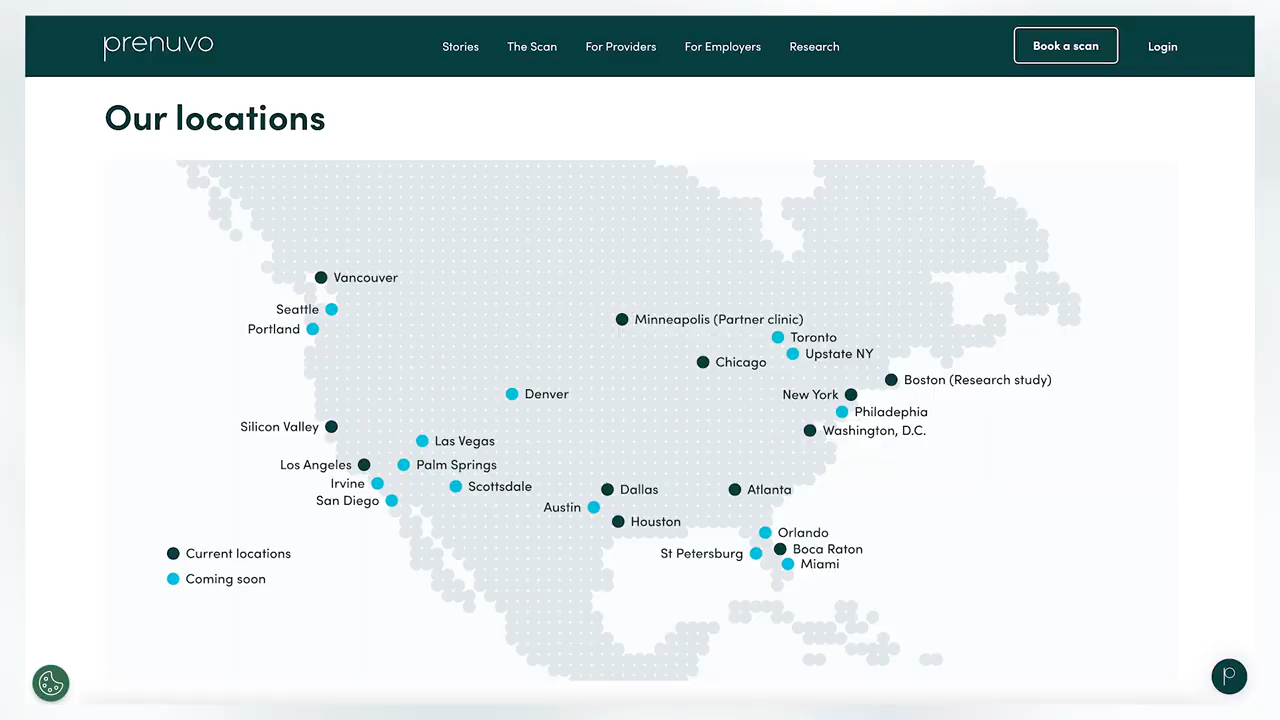 prenuvo
Stories
The Scan
For Providers
For Employers
Research
Book a scan
Login
Our locations
Vancouver
Seattle
Portland
Minneapolis (Partner clinic)
Toronto
Upstate NY
Chicago
Boston (Research study)
Denver
New York
Philadephia
Silicon Valley
Washington, D.C.
Las Vegas
Los Angeles
Palm Springs
Irvine
Scottsdale
San Diego
Dallas
Atlanta
Austin
Houston
Orlando
Boca Raton
St Petersburg
Miami
Current locations
Coming soon
p